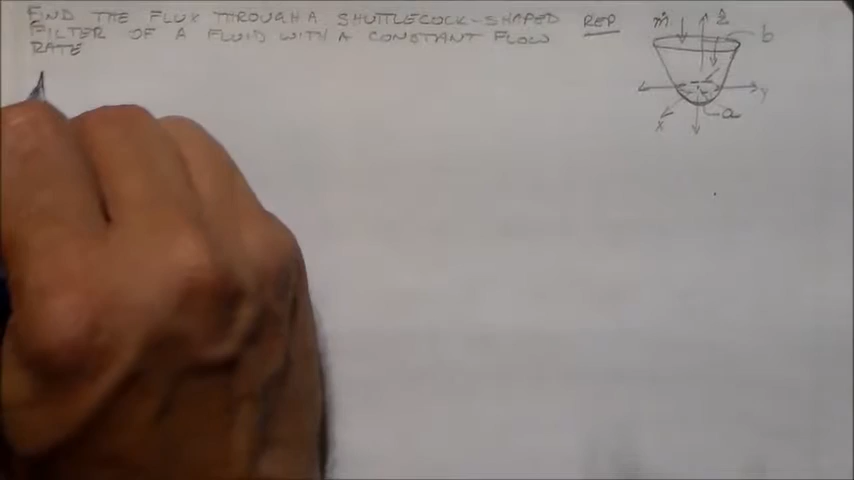 FIND THE FLUX THROUGH A SHUTTLECOCK-SHAPED REP
FILTER OF A FLUID WITH A CONSTANT FLOW
RATE
ṁ
z
b
y
x
a